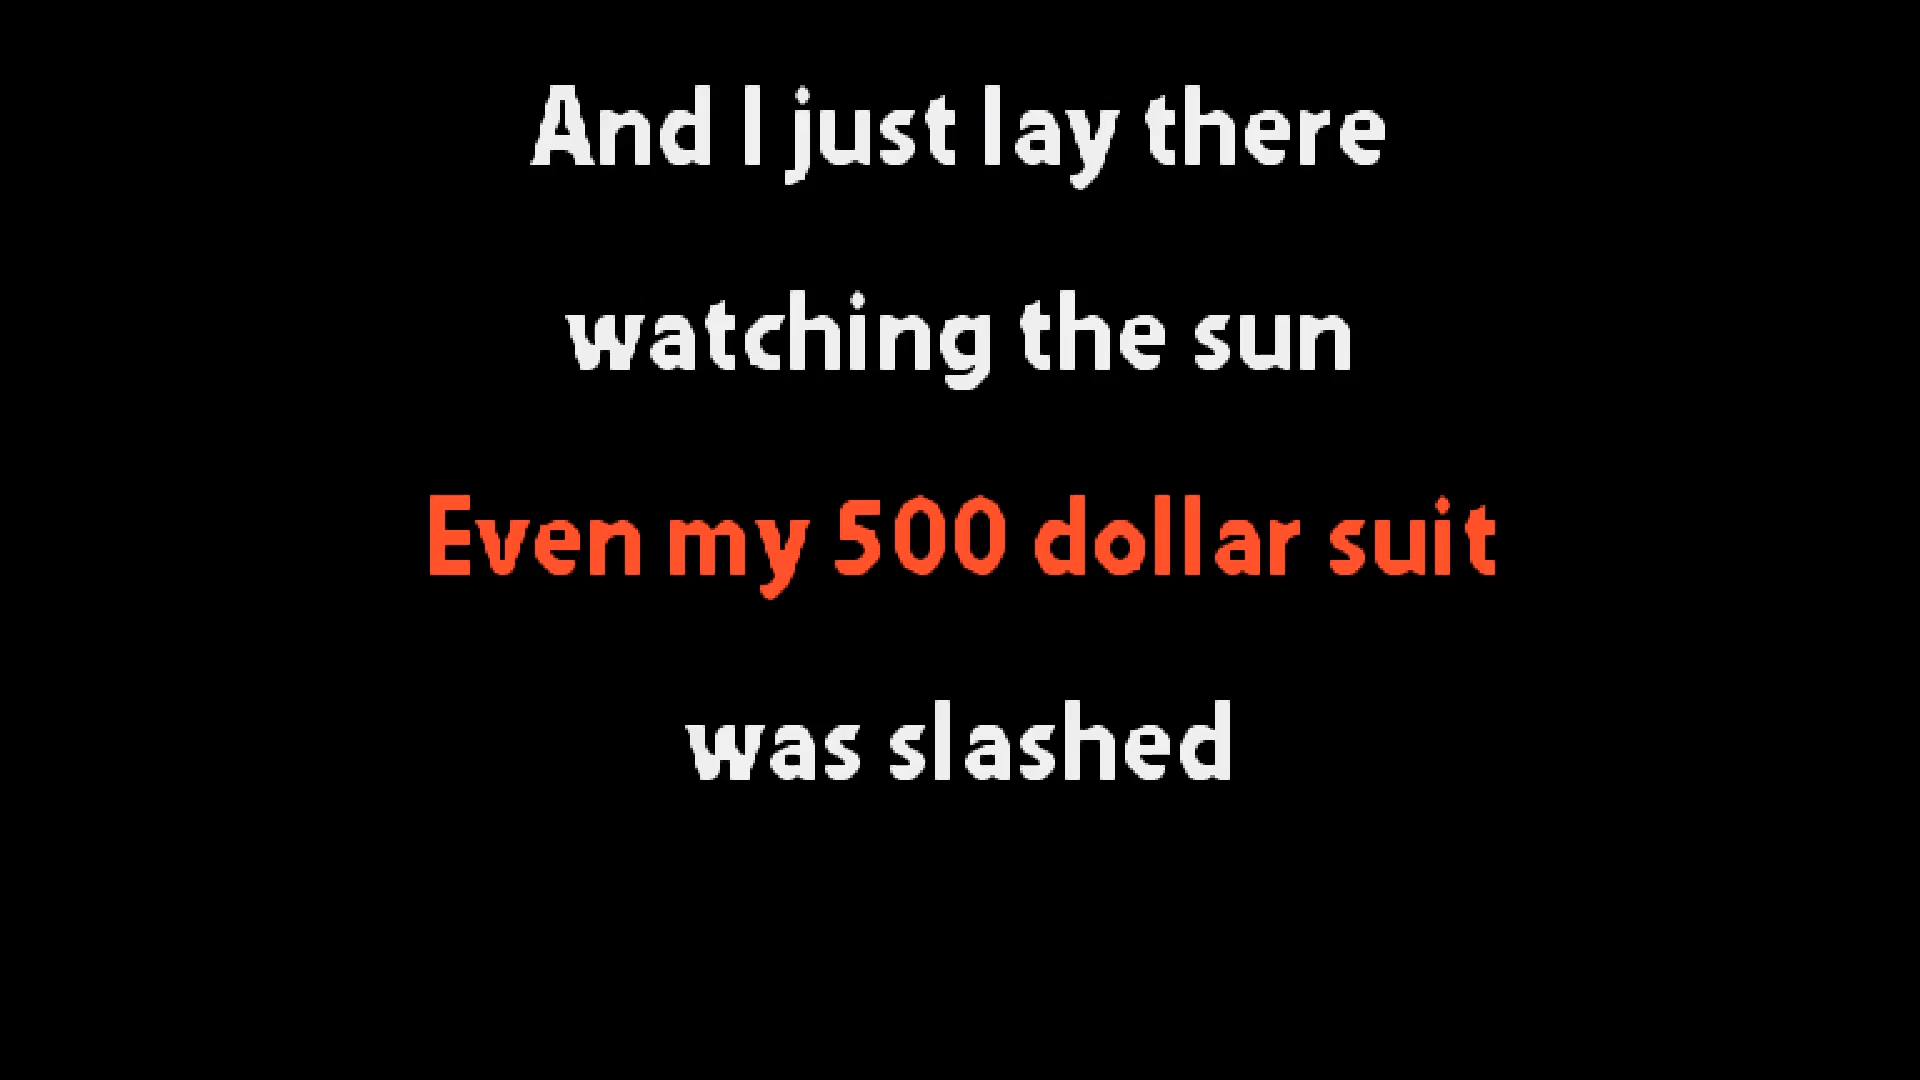 And I just lay there
watching the sun
Even my 500 dollar suit
was slashed